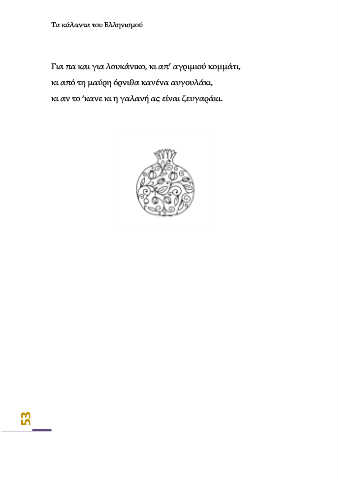 Τα κάλαντα του Ελληνισμού
Για πα και για λουκάνικο, κι απ' αγριμιού κομμάτι,
κι από τη μαύρη όρνιθα κανένα αυγουλάκι,
κι αν το 'κανε κι η γαλανή ας είναι ζευγαράκι.
53